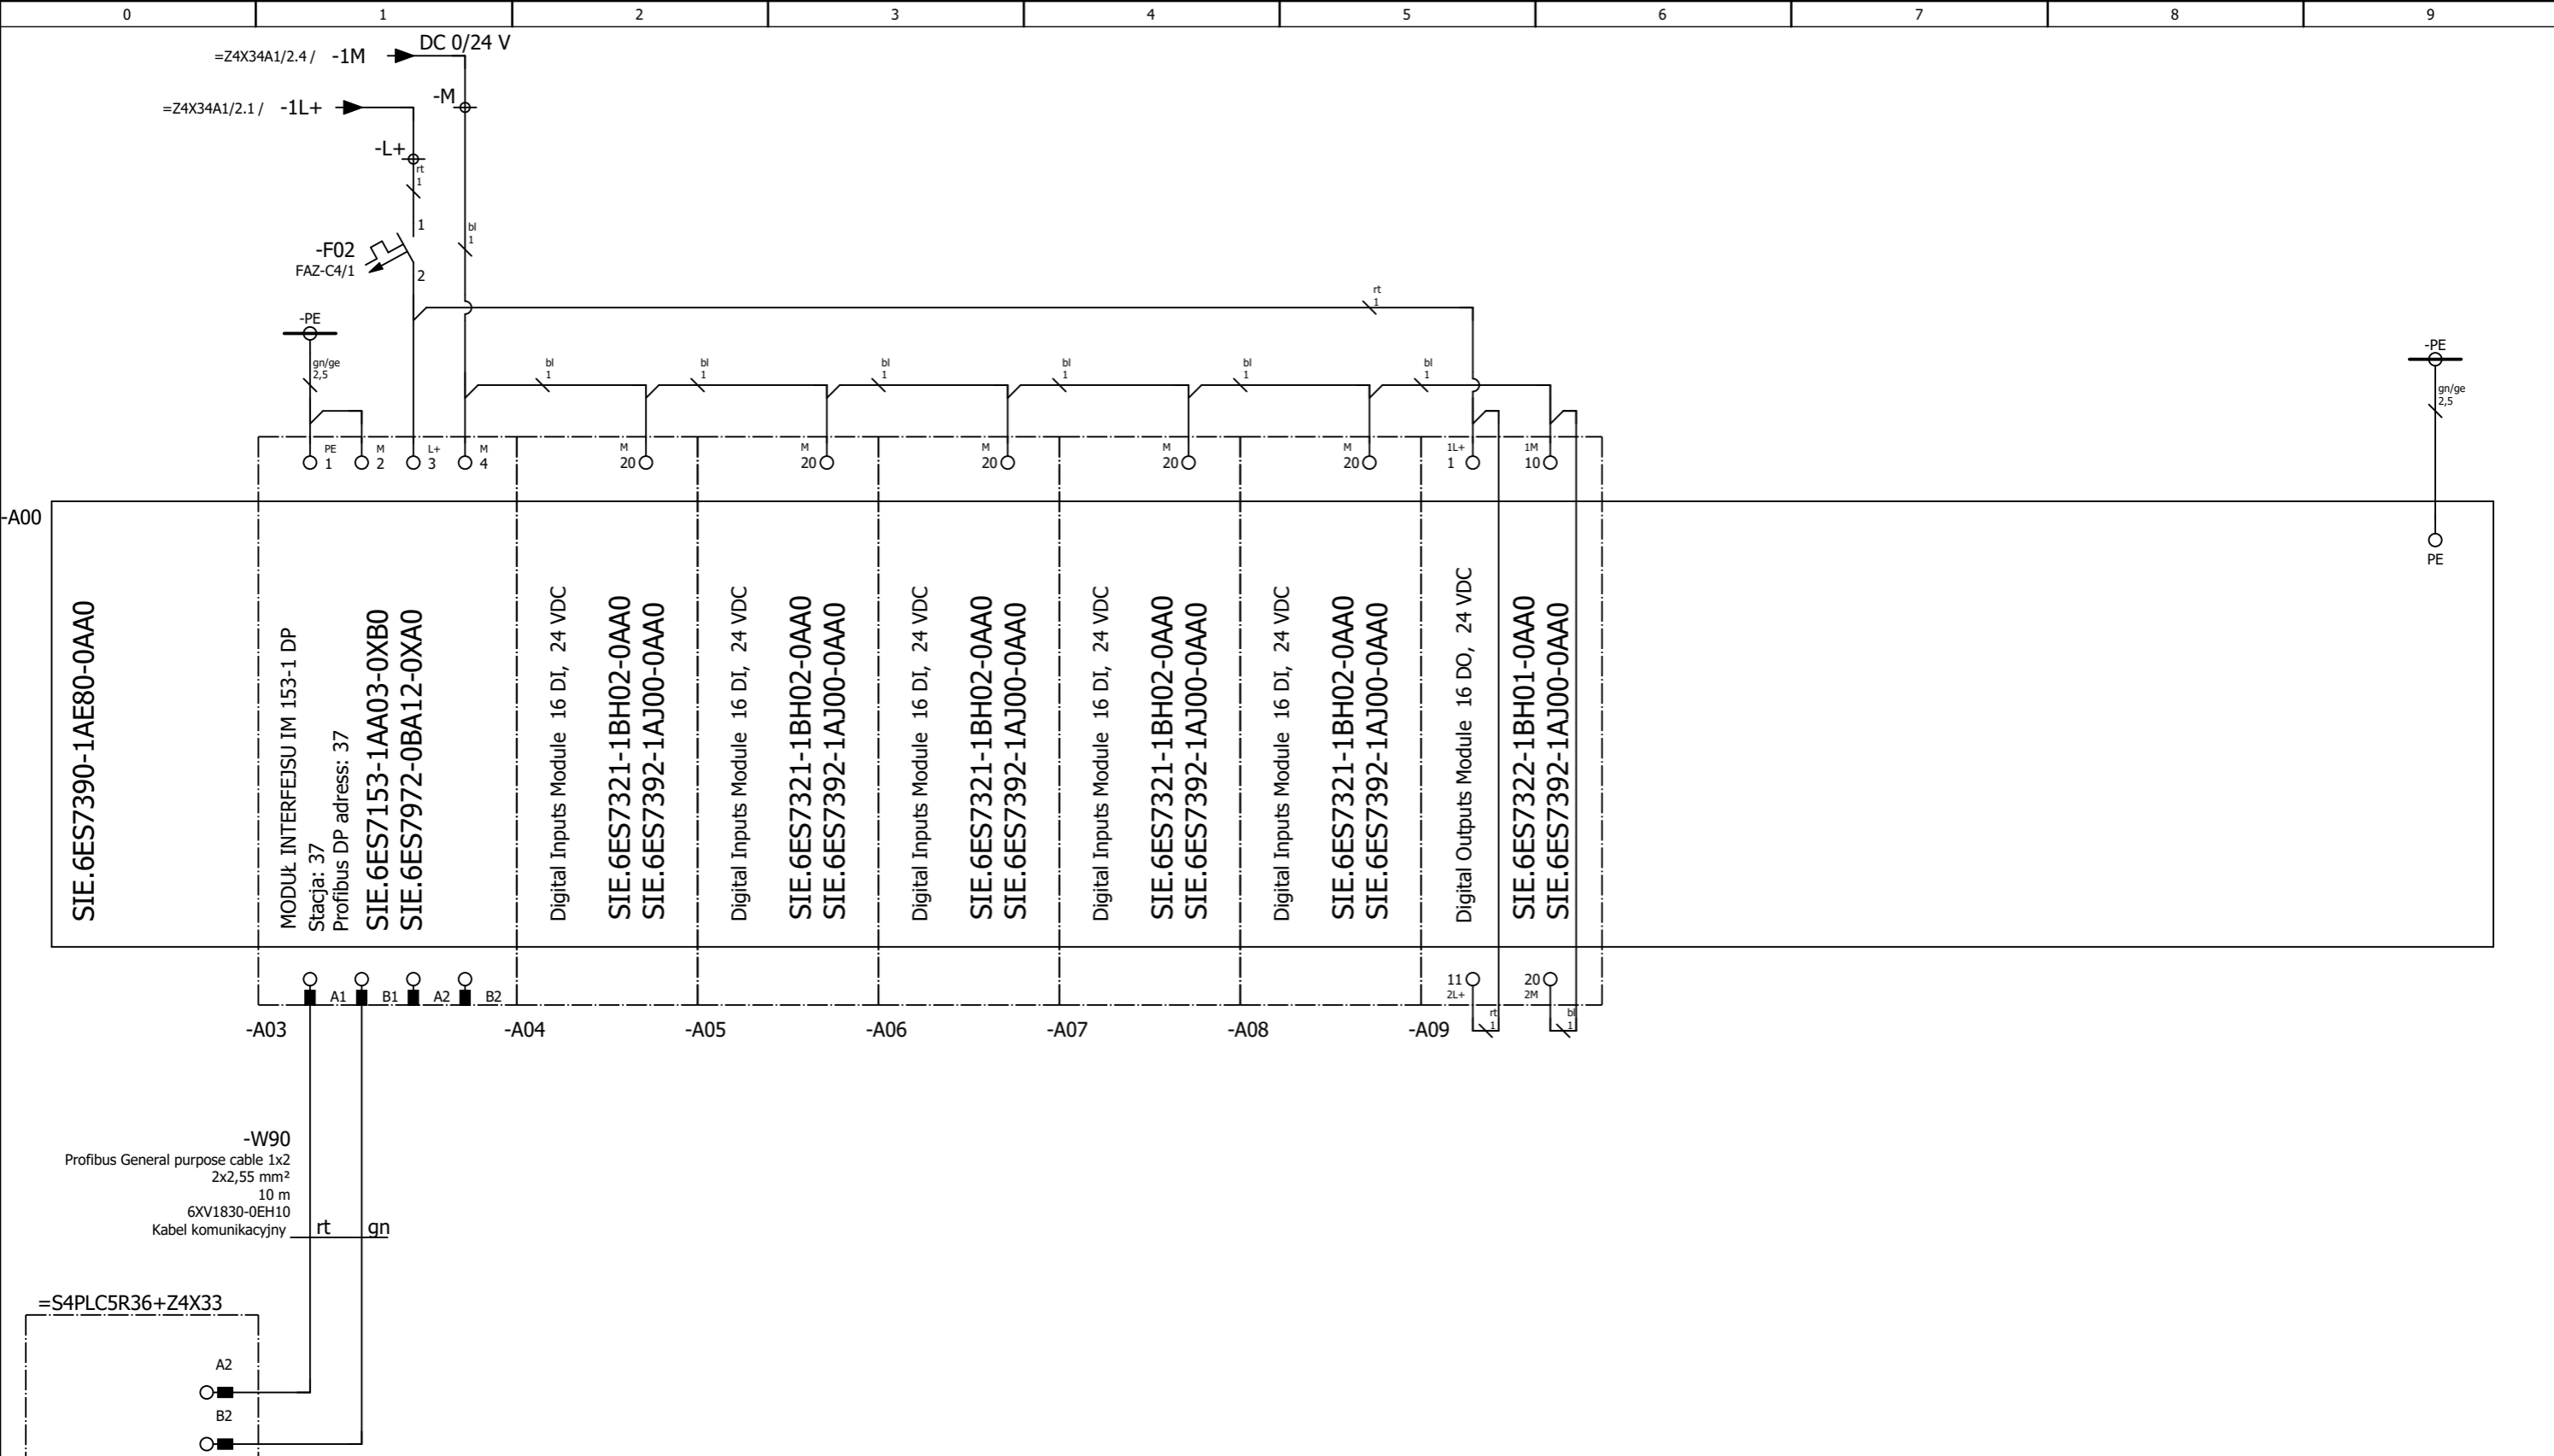 0 1 2 3 4 5 6 7 8 9
DC 0/24 V
=Z4X34A1/2.4 / -1M
=Z4X34A1/2.1 / -1L+
-M
-L+
rt
1
1
bl
1
-F02
FAZ-C4/1
2
rt
1
-PE
gn/ge
2,5
bl
1
bl
1
bl
1
bl
1
bl
1
bl
1
-PE
gn/ge
2,5
PE
1
M
2
L+
3
M
4
M
20
M
20
M
20
M
20
M
20
1L+
1
1M
10
-A00
PE
SIE.6ES7390-1AE80-0AA0
MODUŁ INTERFEJSU IM 153-1 DP
Stacja: 37
Profibus DP adress: 37
SIE.6ES7153-1AA03-0XB0
SIE.6ES7972-0BA12-0XA0
Digital Inputs Module 16 DI, 24 VDC
SIE.6ES7321-1BH02-0AA0
SIE.6ES7392-1AJ00-0AA0
Digital Inputs Module 16 DI, 24 VDC
SIE.6ES7321-1BH02-0AA0
SIE.6ES7392-1AJ00-0AA0
Digital Inputs Module 16 DI, 24 VDC
SIE.6ES7321-1BH02-0AA0
SIE.6ES7392-1AJ00-0AA0
Digital Inputs Module 16 DI, 24 VDC
SIE.6ES7321-1BH02-0AA0
SIE.6ES7392-1AJ00-0AA0
Digital Inputs Module 16 DI, 24 VDC
SIE.6ES7321-1BH02-0AA0
SIE.6ES7392-1AJ00-0AA0
Digital Outputs Module 16 DO, 24 VDC
SIE.6ES7322-1BH01-0AA0
SIE.6ES7392-1AJ00-0AA0
A1 B1 A2 B2
11
2L+
20
2M
rt
1
bl
1
-A03 -A04 -A05 -A06 -A07 -A08 -A09
-W90
Profibus General purpose cable 1x2
2x2,55 mm²
10 m
6XV1830-0EH10
Kabel komunikacyjny
rt gn
=S4PLC5R36+Z4X33
A2
B2